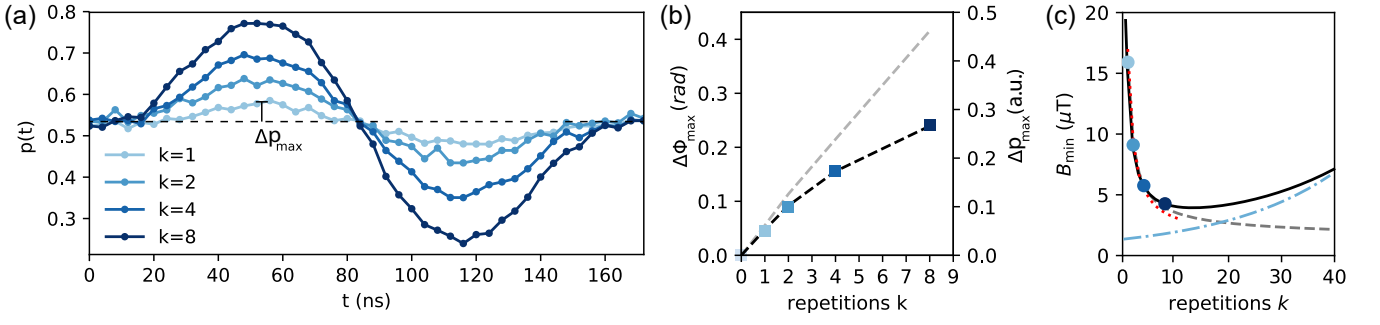 (a)
0.8
0.7
0.6
0.5
0.4
0.3
p(t)
Δp_max
k=1
k=2
k=4
k=8
0 20 40 60 80 100 120 140 160
t (ns)
(b)
0.4
0.3
0.2
0.1
0.0
ΔΦ_max (rad)
0.5
0.4
0.3
0.2
0.1
0.0
Δp_max (a.u.)
0 1 2 3 4 5 6 7 8 9
repetitions k
(c)
20
15
10
5
0
B_min (μT)
0 10 20 30 40
repetitions k